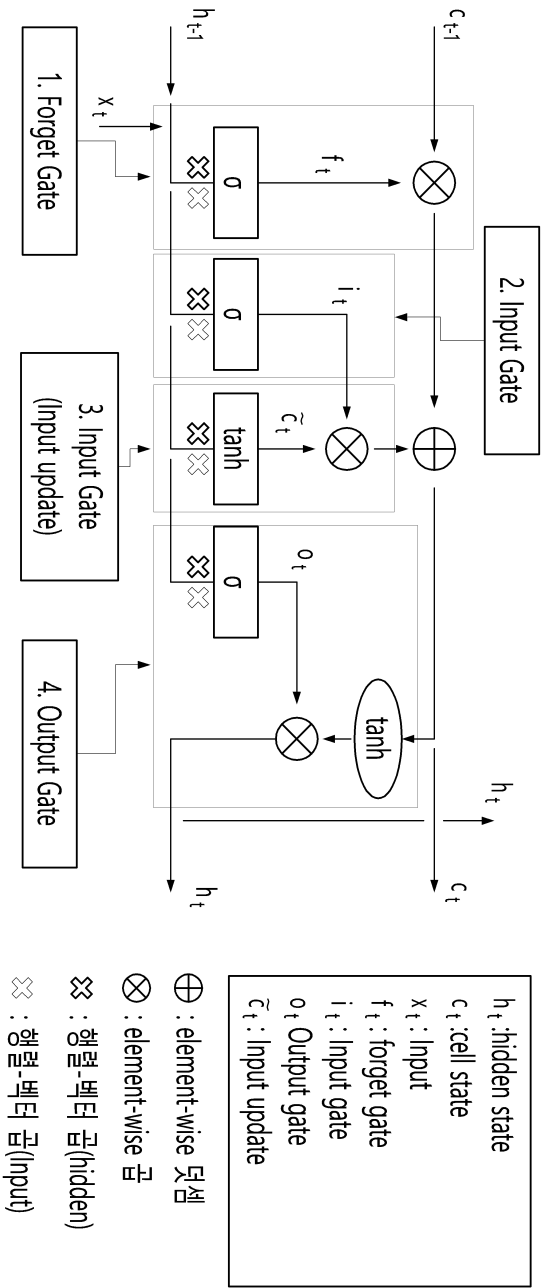 c t-1
h t-1
x t
1. Forget Gate
2. Input Gate
3. Input Gate
(Input update)
4. Output Gate
σ
σ
tanh
σ
tanh
f t
i t
c̃ t
o t
h t
c t
h t
h t :hidden state
c t :cell state
x t : Input
f t : forget gate
i t : Input gate
o t Output gate
c̃ t : Input update
: element-wise 덧셈
: element-wise 곱
: 행렬-벡터 곱(hidden)
: 행렬-벡터 곱(Input)